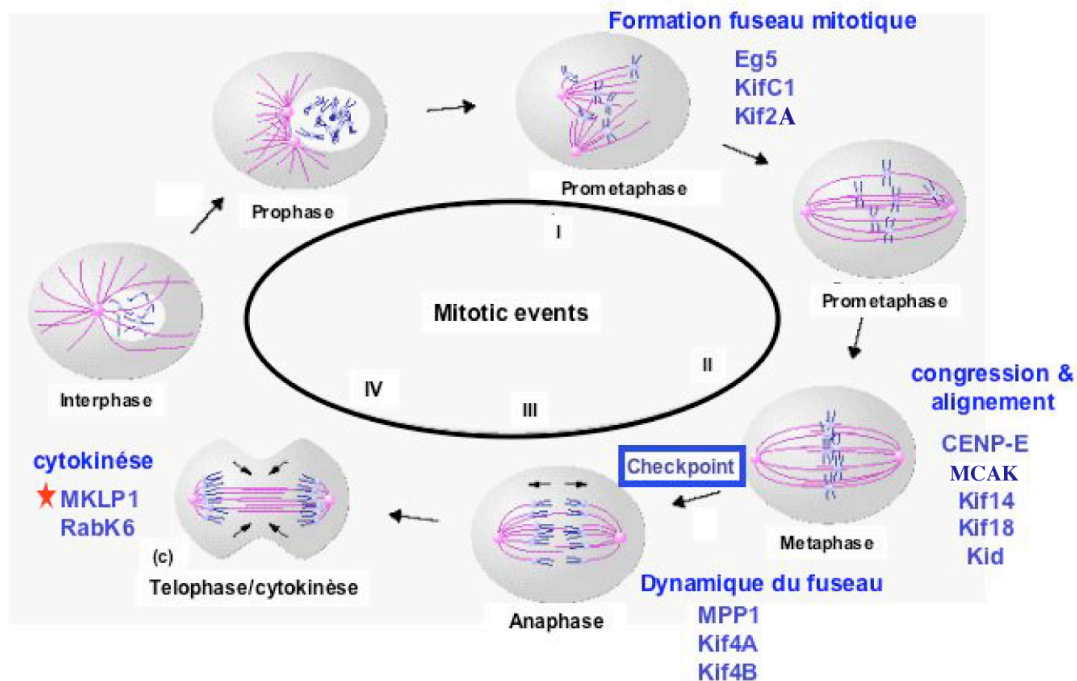 Formation fuseau mitotique
Eg5
KifC1
Kif2A
Prophase
Prometaphase
I
Prometaphase
Mitotic events
Interphase
II
IV
III
congression &
alignement
CENP-E
MCAK
Kif14
Kif18
Kid
Checkpoint
Metaphase
cytokinése
MKLP1
RabK6
(c)
Telophase/cytokinèse
Anaphase
Dynamique du fuseau
MPP1
Kif4A
Kif4B